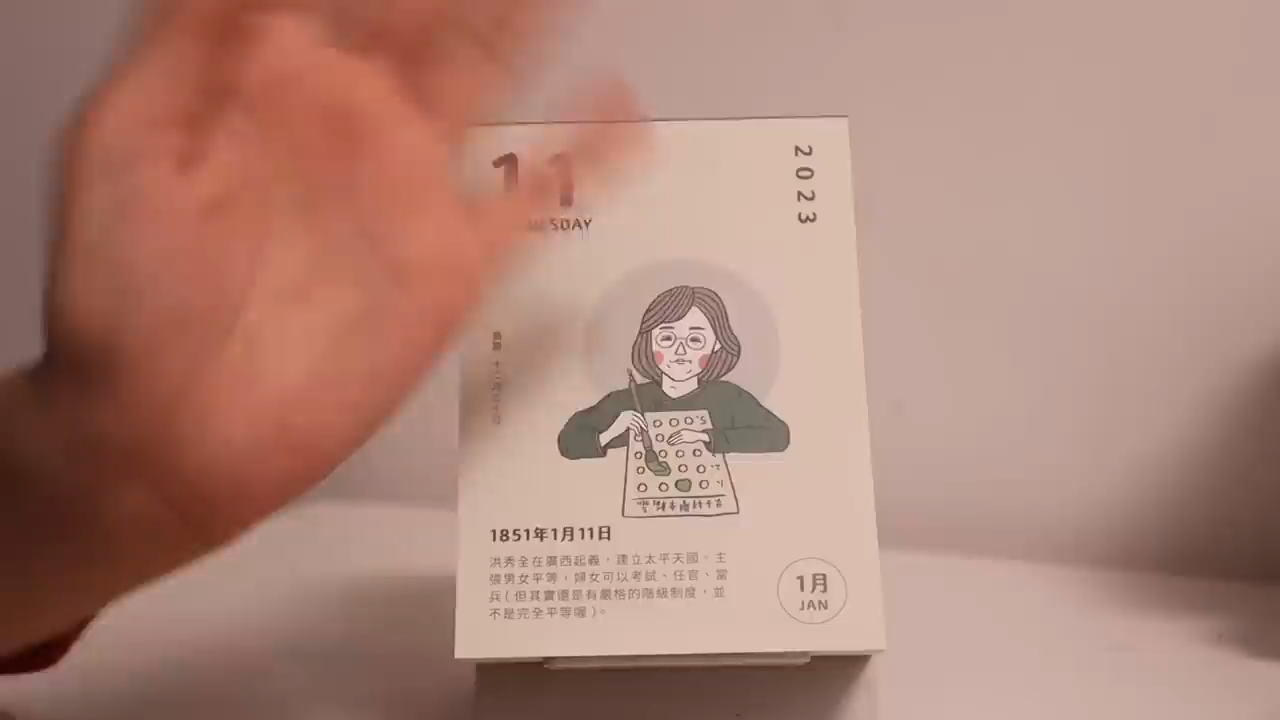 11
2023
1851年1月11日
洪秀全在廣西起義，建立太平天國。主
張男女平等，婦女可以考試、任官、當
兵（但其實還是有嚴格的階級制度，並
不是完全平等喔）。
1月
JAN